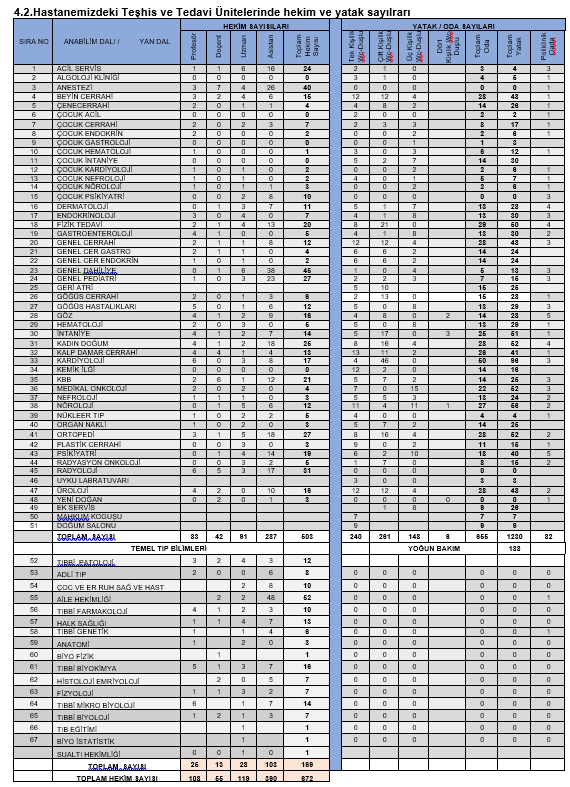 4.2.Hastanemizdeki Teşhis ve Tedavi Ünitelerinde hekim ve yatak sayıları
HEKİM SAYISILARI YATAK / ODA SAYILARI
SIRA NO ANABİLİM DALI / YAN DAL Profesör Doçent Uzman Asistan Toplam Hekim Sayısı Tek Kişilik Wc-Duşlu Çift Kişilik Wc-Duşlu Üç Kişilik Wc-Duşlu Dört Kişilik Wc-Duşlu Toplam Oda Toplam Yatak Poliklinik Oda
1 ACİL SERVİS 1 1 6 16 24 2 1 0 3 4 3
2 ALGOLOJİ KLİNİĞİ 0 0 0 0 0 3 1 0 4 5 1
3 ANESTEZİ 3 7 4 26 40 0 0 0 0 0 1
4 BEYİN CERRAHİ 3 2 4 6 15 12 12 4 28 48 3
5 ÇENECERRAHİ 0 1 2 1 4 4 8 2 14 26 1
6 ÇOCUK ACİL 0 0 0 0 0 2 0 0 2 2 1
7 ÇOCUK CERRAHİ 2 0 3 2 7 2 3 3 8 17 1
8 ÇOCUK ENDOKRİN 2 0 0 0 2 0 0 2 2 6 1
9 ÇOCUK GASTROLOJİ 0 0 0 0 0 0 0 1 1 3
10 ÇOCUK HEMATOLOJİ 1 0 0 0 1 3 0 3 6 12 1
11 ÇOCUK İNTANİYE 0 0 0 0 0 5 2 7 14 30
12 ÇOCUK KARDİYOLOJİ 1 0 1 0 2 0 0 2 2 6 1
13 ÇOCUK NEFROLOJİ 1 0 1 0 2 4 0 1 5 7 1
14 ÇOCUK NÖROLOJİ 1 0 1 1 3 0 0 2 2 6 1
15 ÇOCUK PSİKİYATRİ 0 0 2 8 10 0 0 0 0 0 3
16 DERMATOLOJİ 0 1 3 7 11 5 1 7 13 28 4
17 ENDOKRİNOLOJİ 3 0 4 0 7 4 1 8 13 30 3
18 FİZİK TEDAVİ 2 1 4 13 20 8 21 0 29 50 4
19 GASTROENTEROLOJİ 4 1 0 0 5 4 1 8 13 30 2
20 GENEL CERRAHİ 2 1 1 8 12 12 12 4 28 48 3
21 GENEL CER GASTRO 2 1 1 0 4 6 6 2 14 24
22 GENEL CER ENDOKRİN 1 0 1 0 2 6 6 2 14 24
23 GENEL DAHİLİYE 0 1 6 38 45 1 0 4 5 13 3
24 GENEL PEDİATRİ 1 0 3 23 27 2 2 3 7 15 3
25 GERİ ATRİ 5 10 15 25
26 GÖĞÜS CERRAHİ 2 0 1 3 6 2 13 0 15 28 1
27 GÖĞÜS HASTALIKLARI 5 0 1 6 12 5 0 8 13 29 3
28 GÖZ 4 1 2 9 16 4 8 0 2 14 28 5
29 HEMATOLOJİ 2 0 3 0 5 5 0 8 13 29 1
30 İNTANİYE 4 1 2 7 14 5 17 0 3 25 51 1
31 KADIN DOĞUM 4 1 2 18 25 8 16 4 28 52 4
32 KALP DAMAR CERRAHİ 4 4 1 4 13 13 11 2 26 41 1
33 KARDİYOLOJİ 6 0 3 8 17 4 46 0 50 96 3
34 KEMİK İLĞİ 0 0 0 0 0 12 2 0 14 16
35 KBB 2 6 1 12 21 5 7 2 14 25 3
36 MEDİKAL ONKOLOJİ 2 0 2 0 4 7 0 15 22 52 3
37 NEFROLOJİ 1 1 1 0 3 5 5 3 13 24 2
38 NÖROLOJİ 0 1 5 6 12 11 4 11 1 27 56 2
39 NÜKLEER TIP 1 0 2 2 5 4 0 0 4 4 1
40 ORGAN NAKLİ 1 0 2 0 3 5 7 2 14 25
41 ORTOPEDİ 3 1 5 18 27 8 16 4 28 52 2
42 PLASTİK CERRAHİ 0 0 3 0 3 9 0 2 11 15 1
43 PSİKİYATRİ 0 1 4 14 19 6 2 10 18 40 5
44 RADYASYON ONKOLOJİ 0 0 3 2 5 1 7 0 8 15 2
45 RADYOLOJİ 6 5 3 17 31 0 0 0 0 0
46 UYKU LABRATUVARI 3 0 0 3 3
47 ÜROLOJİ 4 2 0 10 16 12 12 4 28 48 2
48 YENİ DOĞAN 2 0 0 1 3 0 0 0 0 0 0 1
49 EK SERVİS 1 8 9 26
50 MAHKUM KOGUŞU 7 7 7
51 DOĞUM SALONU 9 9 9
TOPLAM SAYISI 83 42 91 287 503 240 261 148 6 655 1230 82
TEMEL TIP BİLİMLERİ YOĞUN BAKIM 133
52 TIBBİ PATOLOJİ 3 2 4 3 12 0 0 0 0 0 0
53 ADLİ TIP 2 0 0 6 8 0 0 0 0 0 0
54 ÇOC VE ER RUH SAĞ VE HAST 2 8 10 0 0 0 0 0 0
55 AİLE HEKİMLİĞİ 2 2 48 52 0 0 0 0 0 1
56 TIBBİ FARMAKOLOJİ 4 1 2 3 10 0 0 0 0 0 0
57 HALK SAĞLIĞI 1 1 4 7 13 0 0 0 0 0 0
58 TIBBİ GENETİK 1 1 4 6 0 0 0 0 0 1
59 ANATOMİ 1 2 0 3 0 0 0 0 0 0
60 BİYO FİZİK 1 1 0 0 0 0 0 0
61 TIBBİ BİYOKİMYA 5 1 3 7 16 0 0 0 0 0 0
62 HİSTOLOJİ EMRİYOLOJİ 2 0 5 7 0 0 0 0 0 0
63 FİZYOLOJİ 1 1 3 2 7 0 0 0 0 0 0
64 TIBBİ MİKRO BİYOLOJİ 6 1 7 14 0 0 0 0 0 0
65 TIBBİ BİYOLOJİ 1 2 1 3 7 0 0 0 0 0 0
66 TIB EĞİTİMİ 1 1 0 0 0 0 0 0
67 BİYO İSTATİSTİK 1 1 0 0 0 0 0 0
SUALTI HEKİMLİĞİ 0 1 0 1
TOPLAM SAYISI 25 13 28 103 169
TOPLAM HEKİM SAYISI 108 55 119 390 672